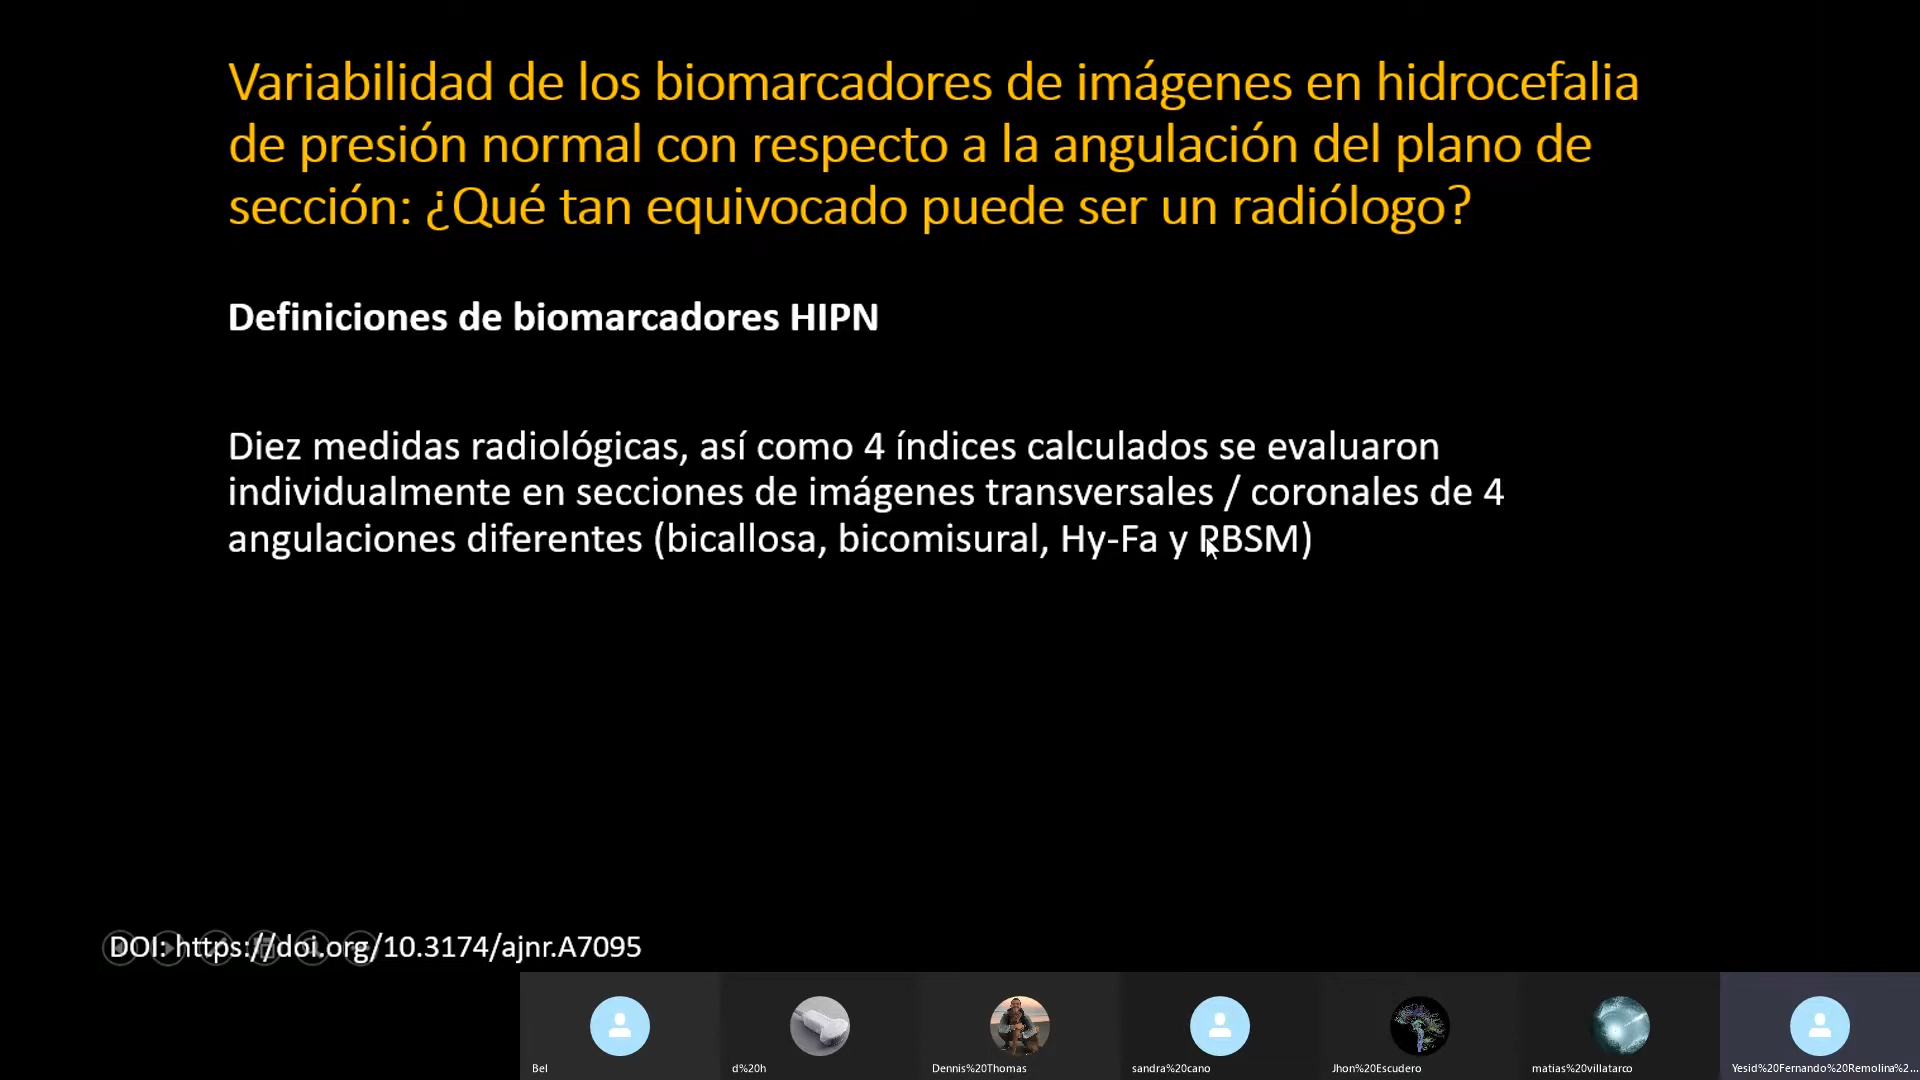 Variabilidad de los biomarcadores de imágenes en hidrocefalia
de presión normal con respecto a la angulación del plano de
sección: ¿Qué tan equivocado puede ser un radiólogo?
Definiciones de biomarcadores HIPN
Diez medidas radiológicas, así como 4 índices calculados se evaluaron
individualmente en secciones de imágenes transversales / coronales de 4
angulaciones diferentes (bicallosa, bicomisural, Hy-Fa y PBSM)
DOI: https://doi.org/10.3174/ajnr.A7095
Bel
d%20h
Dennis%20Thomas
sandra%20cano
Jhon%20Escudero
matias%20villatarco
Yesid%20Fernando%20Remolina%2...